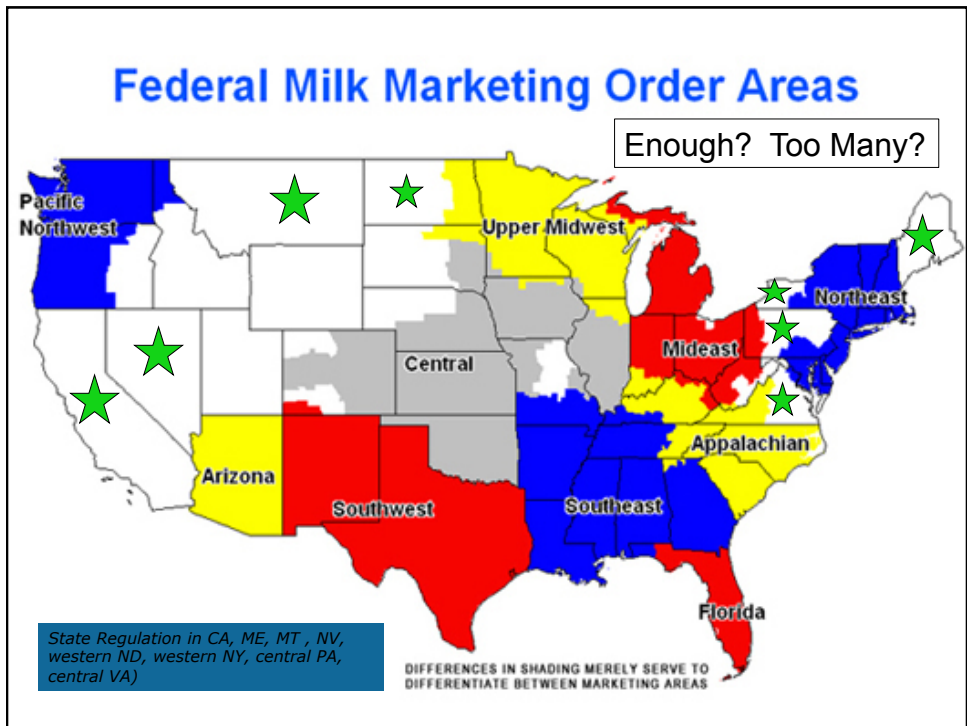 Federal Milk Marketing Order Areas
Enough?  Too Many?
Pacific
Northwest
Upper Midwest
Northeast
Mideast
Central
Appalachian
Arizona
Southwest
Southeast
Florida
State Regulation in CA, ME, MT , NV,
western ND, western NY, central PA,
central VA)
DIFFERENCES IN SHADING MERELY SERVE TO
DIFFERENTIATE BETWEEN MARKETING AREAS